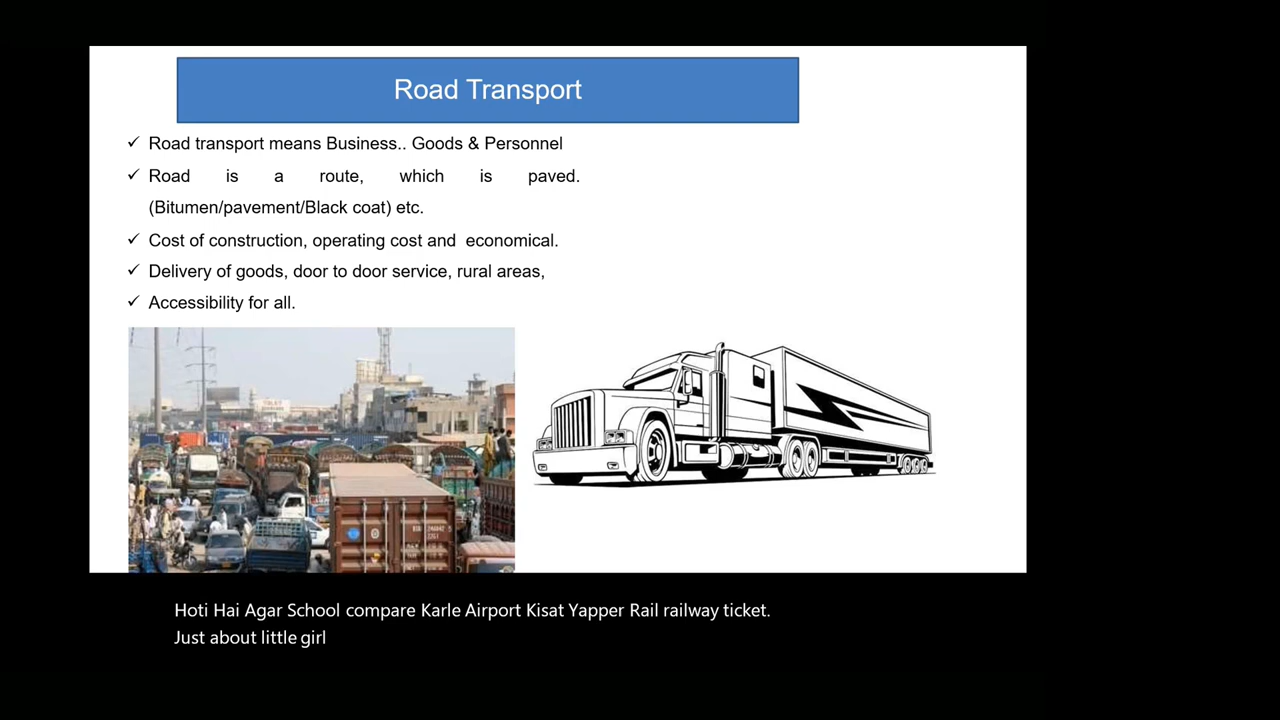 Road Transport
✓ Road transport means Business.. Goods & Personnel
✓ Road is a route, which is paved.
(Bitumen/pavement/Black coat) etc.
✓ Cost of construction, operating cost and  economical.
✓ Delivery of goods, door to door service, rural areas,
✓ Accessibility for all.
Hoti Hai Agar School compare Karle Airport Kisat Yapper Rail railway ticket.
Just about little girl